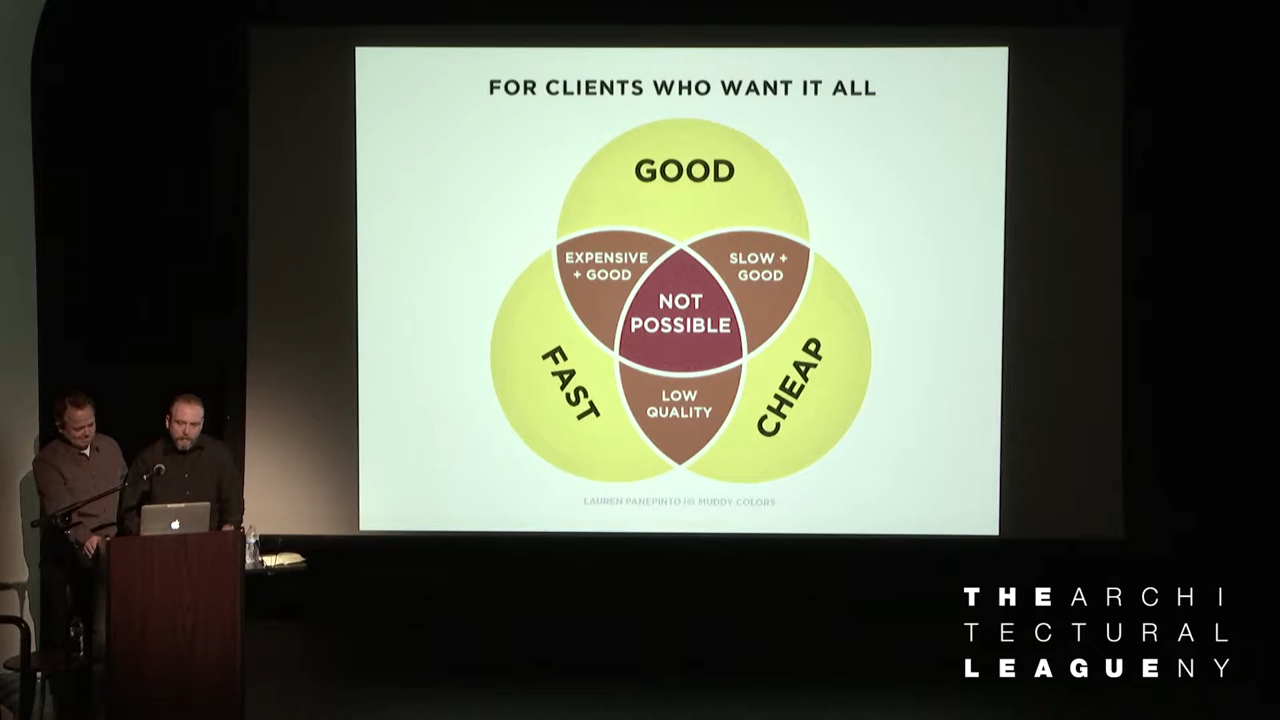 FOR CLIENTS WHO WANT IT ALL
GOOD
EXPENSIVE
+ GOOD
SLOW +
GOOD
NOT
POSSIBLE
FAST
CHEAP
LOW
QUALITY
LAUREN PANEPINTO @ MUDDY COLORS
THE ARCHI
TECTURAL
LEAGUE NY